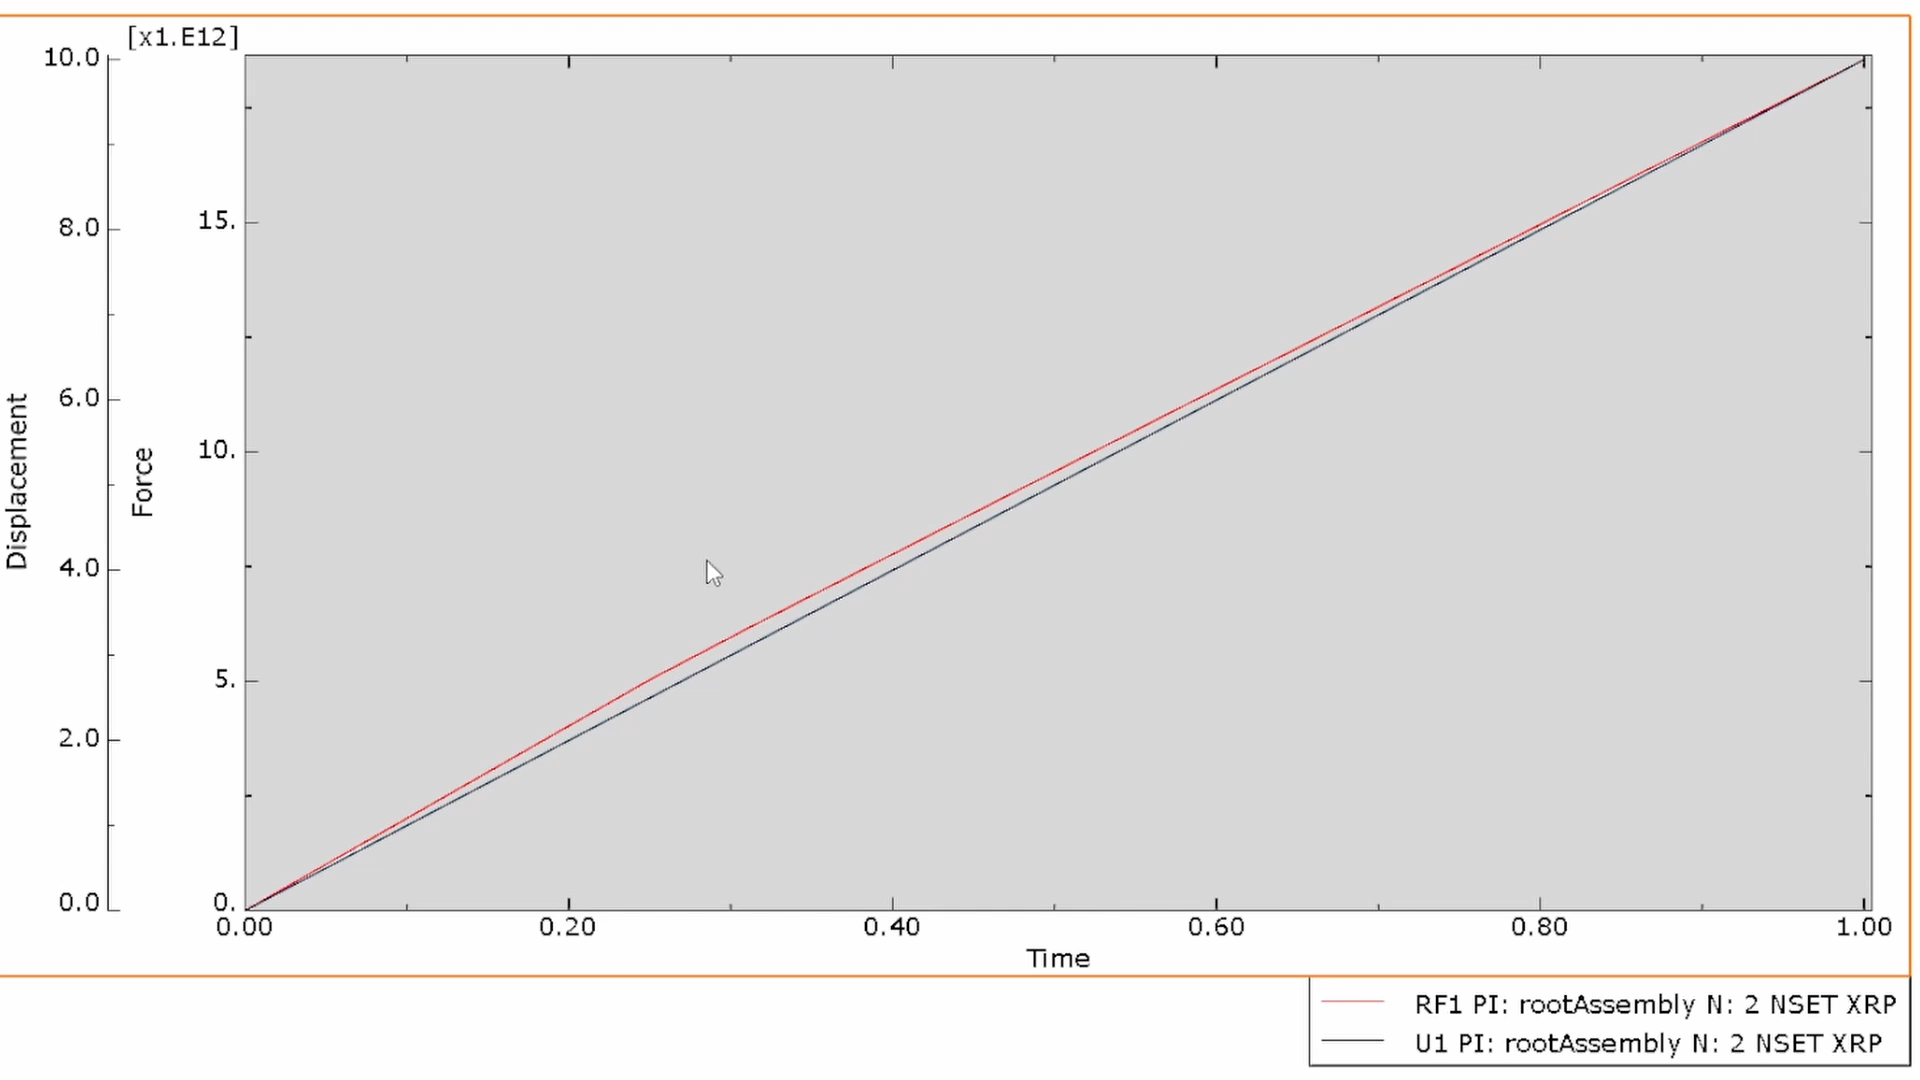 [x1.E12]
10.0
8.0
6.0
4.0
2.0
0.0
Displacement
Force
15.
10.
5.
0.
0.00 0.20 0.40 0.60 0.80 1.00
Time
RF1 PI: rootAssembly N: 2 NSET XRP
U1 PI: rootAssembly N: 2 NSET XRP